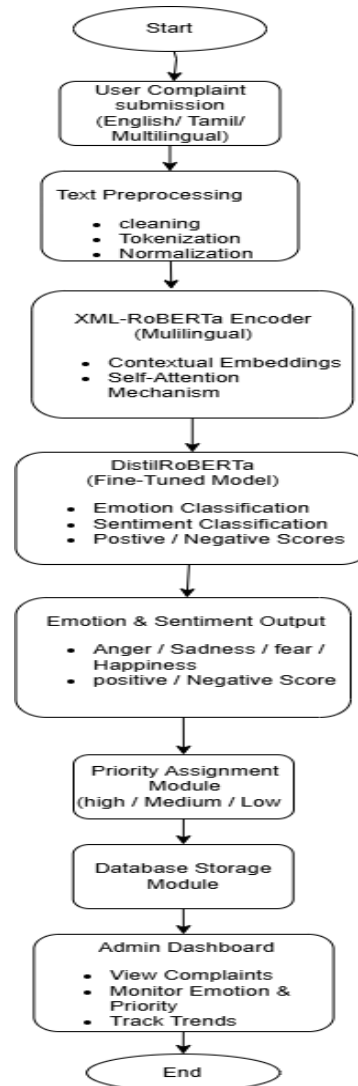 Start
User Complaint
submission
(English/ Tamil/
Multilingual)
Text Preprocessing
• cleaning
• Tokenization
• Normalization
XML-RoBERTa Encoder
(Mulilingual)
• Contextual Embeddings
• Self-Attention
Mechanism
DistilRoBERTa
(Fine-Tuned Model)
• Emotion Classification
• Sentiment Classification
• Postive / Negative Scores
Emotion & Sentiment Output
• Anger / Sadness / fear /
Happiness
• positive / Negative Score
Priority Assignment
Module
(high / Medium / Low
Database Storage
Module
Admin Dashboard
• View Complaints
• Monitor Emotion &
Priority
• Track Trends
End